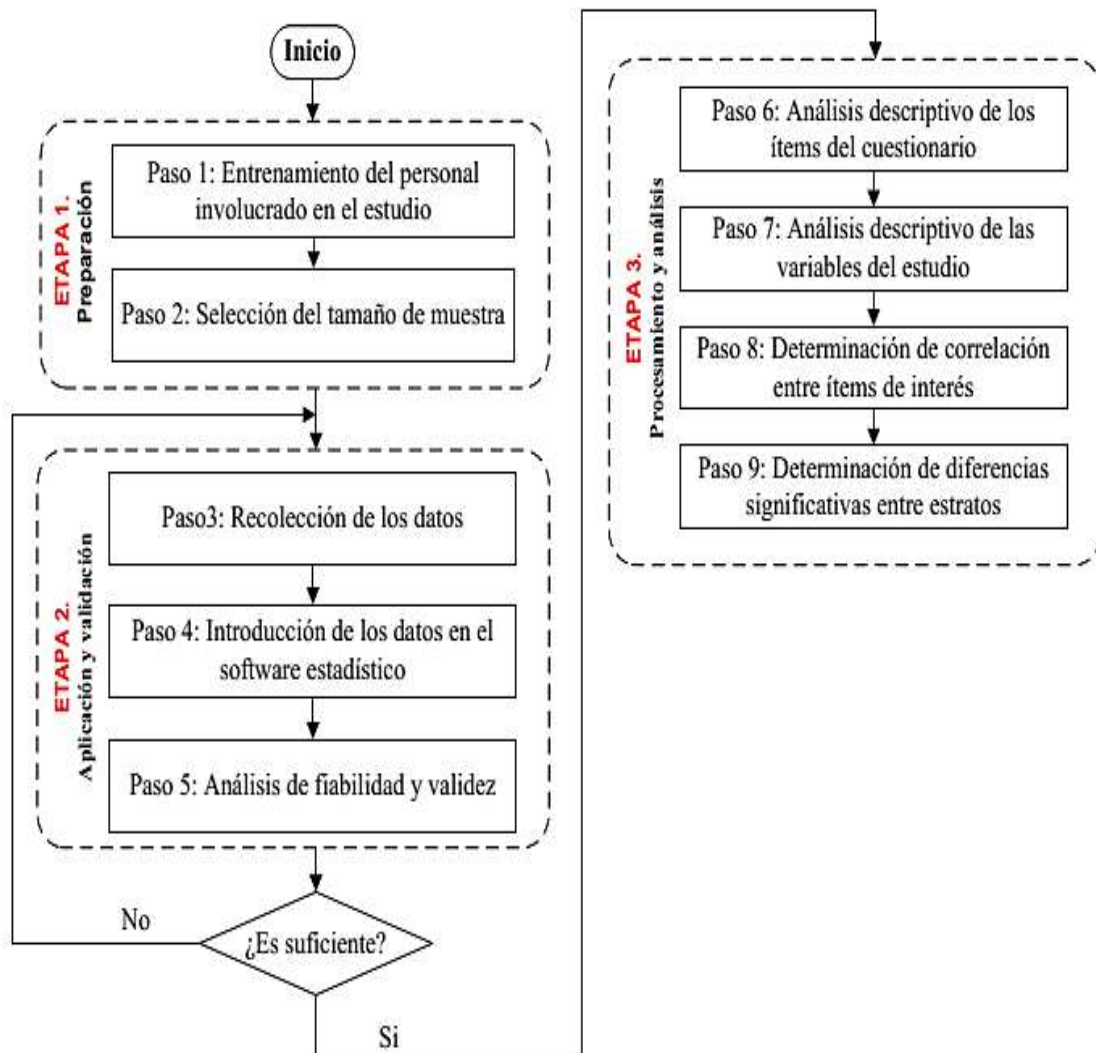 Inicio
ETAPA 1.
Preparación
Paso 1: Entrenamiento del personal
involucrado en el estudio
Paso 2: Selección del tamaño de muestra
ETAPA 2.
Aplicación y validación
Paso3: Recolección de los datos
Paso 4: Introducción de los datos en el
software estadístico
Paso 5: Análisis de fiabilidad y validez
¿Es suficiente?
No
Si
ETAPA 3.
Procesamiento y análisis
Paso 6: Análisis descriptivo de los
ítems del cuestionario
Paso 7: Análisis descriptivo de las
variables del estudio
Paso 8: Determinación de correlación
entre ítems de interés
Paso 9: Determinación de diferencias
significativas entre estratos